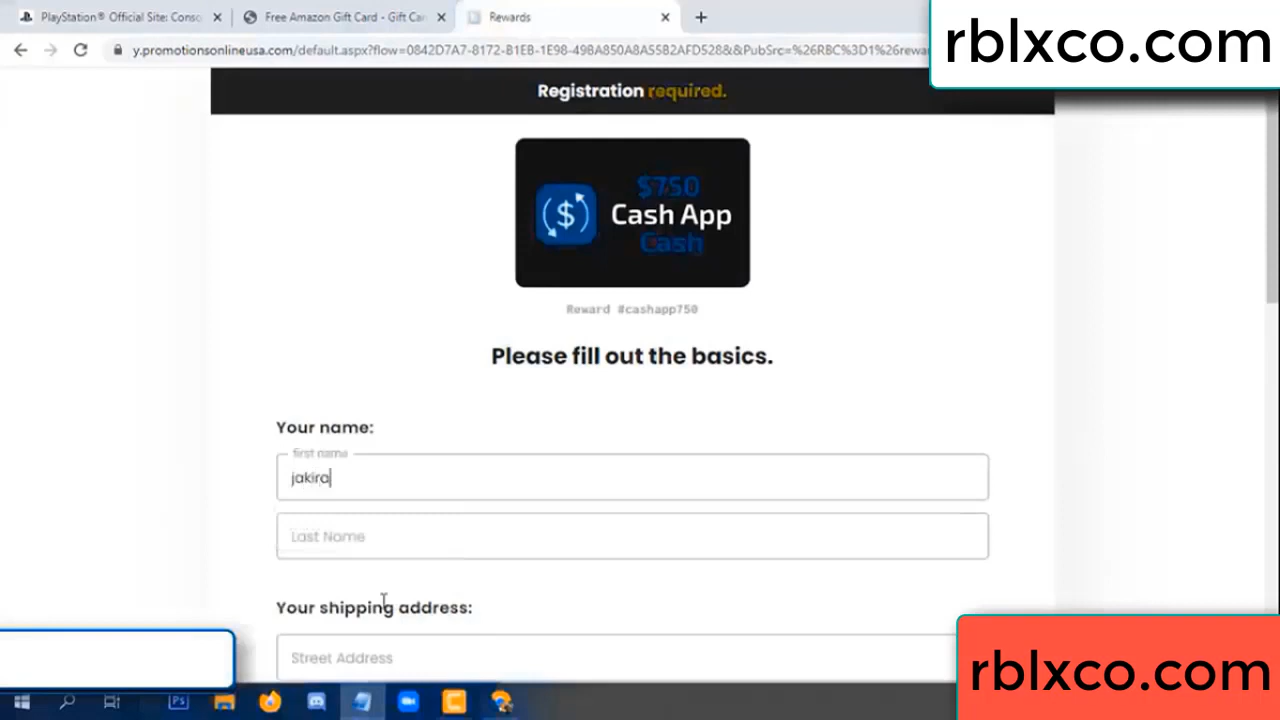 PlayStation® Official Site: Conso
Free Amazon Gift Card - Gift Car
Rewards
rblxco.com
y.promotionsonlineusa.com/default.aspx?flow=0842D7A7-8172-B1EB-1E98-49BA850A8A55B2AFD528&&PubSrc=%26RBC%3D1%26rewar
Registration required.
$750
Cash App
Cash
Reward #cashapp750
Please fill out the basics.
Your name:
first name
jakira
Last Name
Your shipping address:
Street Address
rblxco.com
Ps